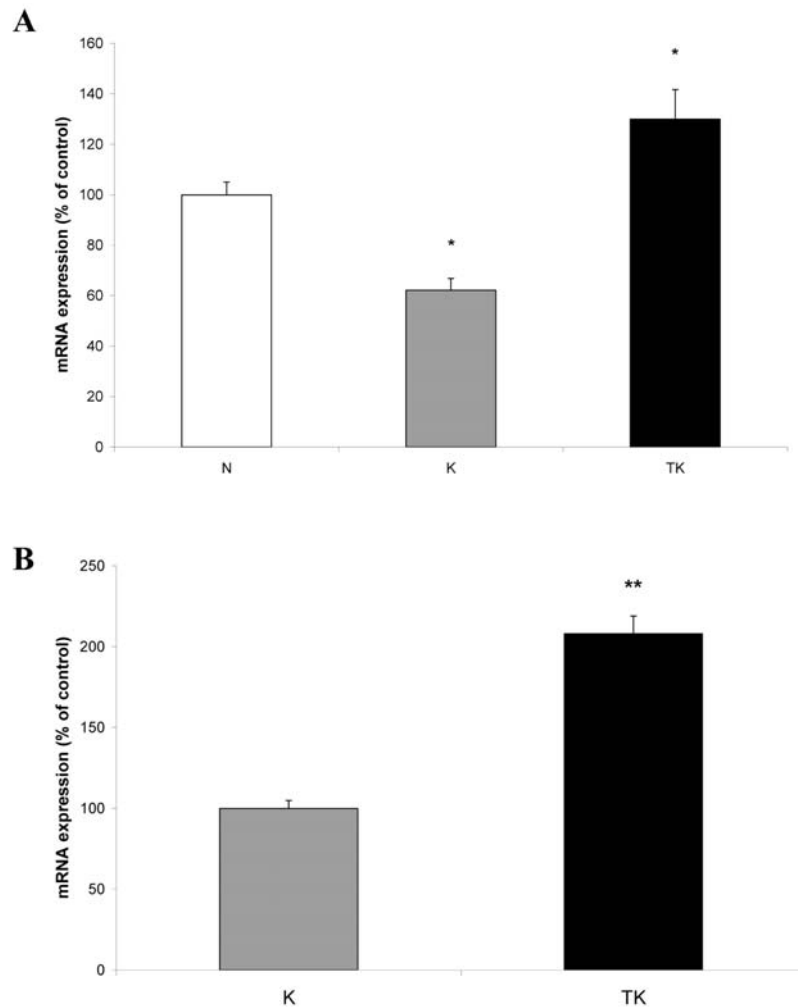 A
mRNA expression (% of control)
160
140
120
100
80
60
40
20
0
*
*
N
K
TK
B
mRNA expression (% of control)
250
200
150
100
50
0
**
K
TK